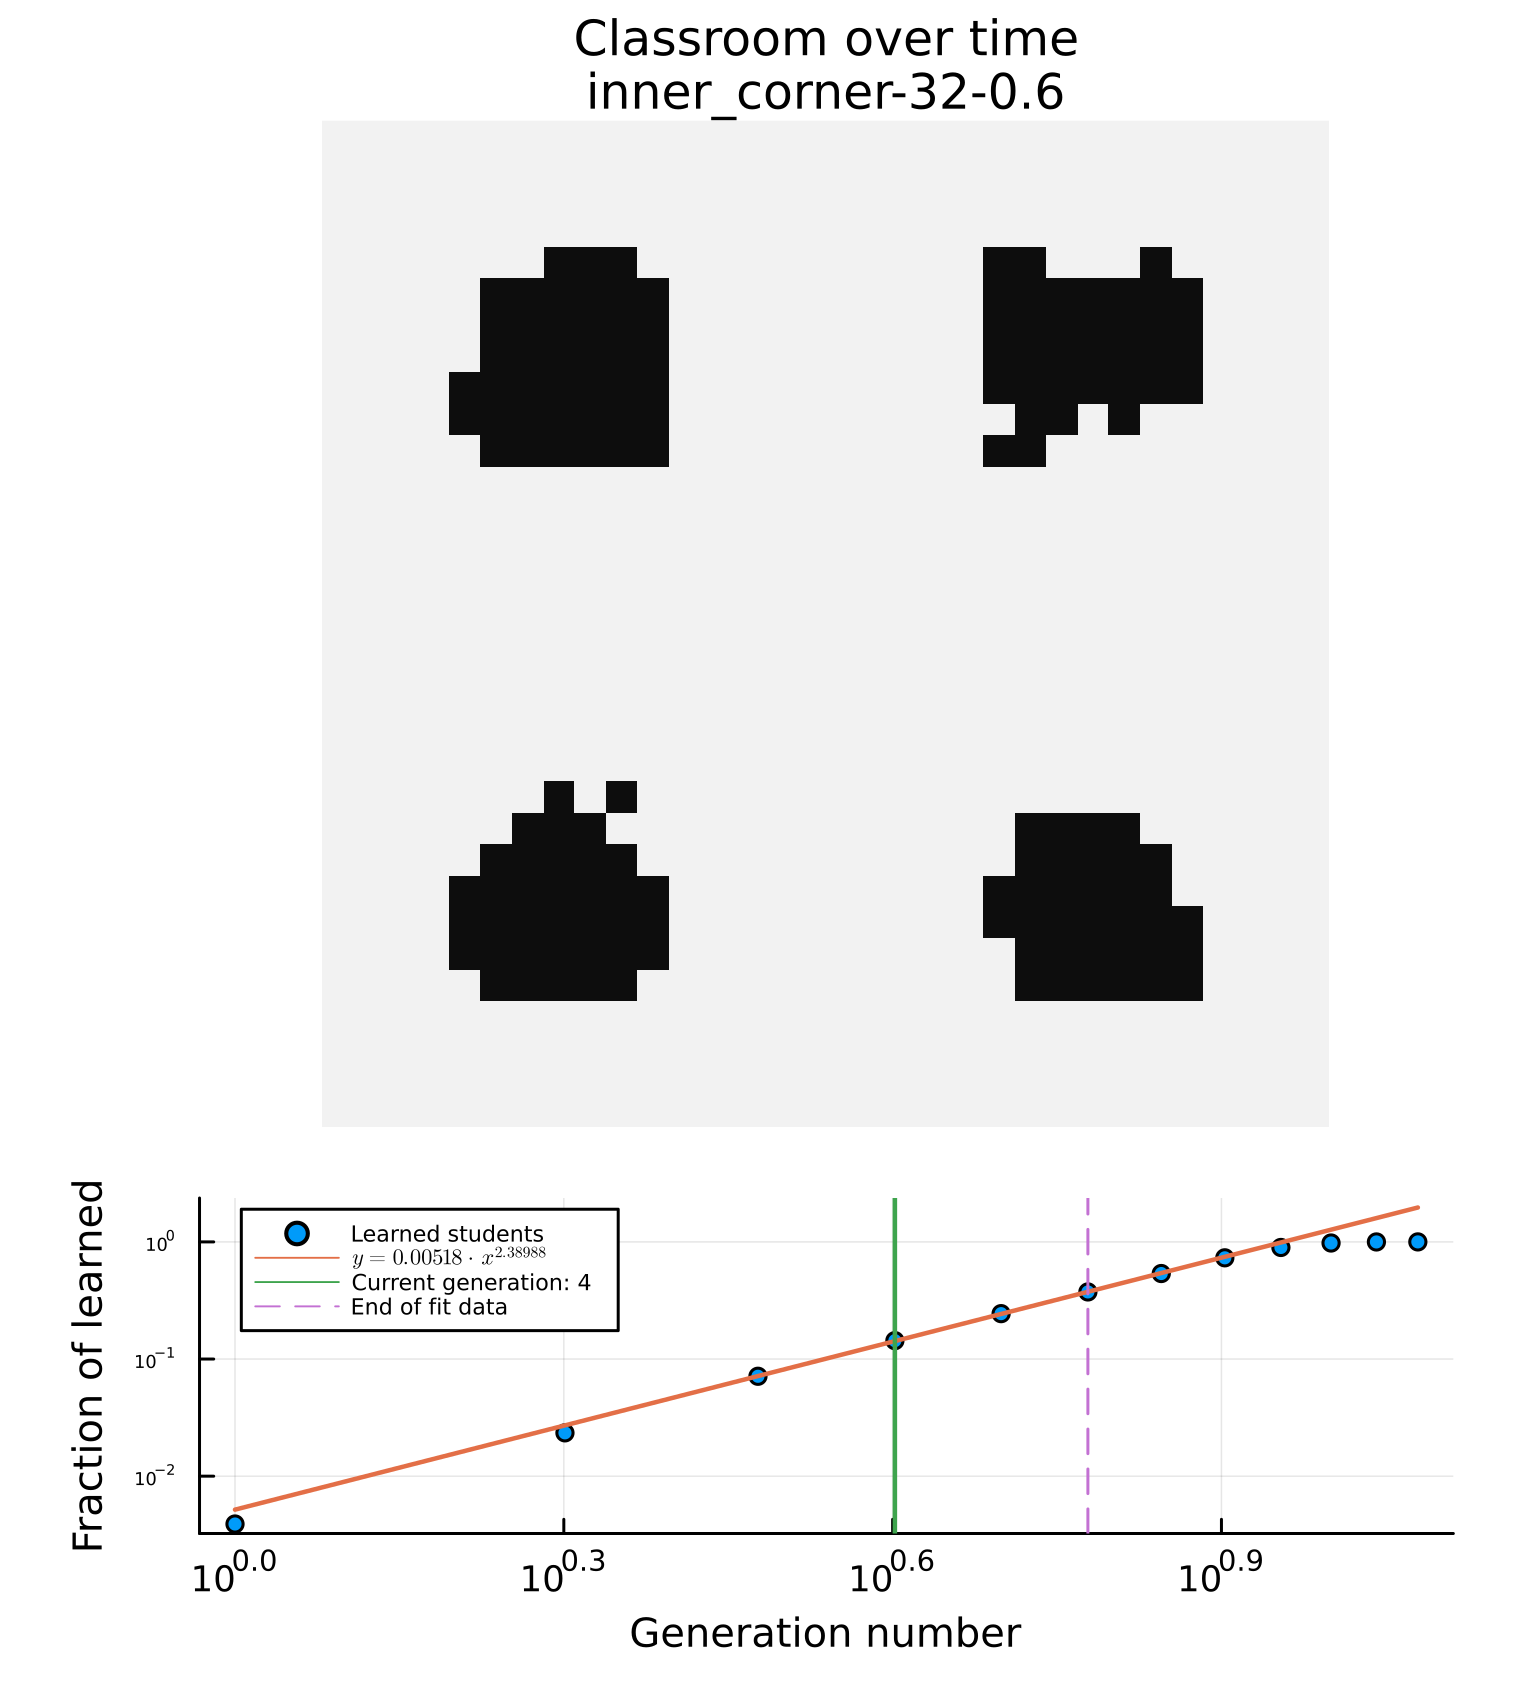 Classroom over time
inner_corner-32-0.6
Fraction of learned
10⁰
10⁻¹
10⁻²
Learned students
y = 0.00518 · x^2.38988
Current generation: 4
End of fit data
10^0.0
10^0.3
10^0.6
10^0.9
Generation number